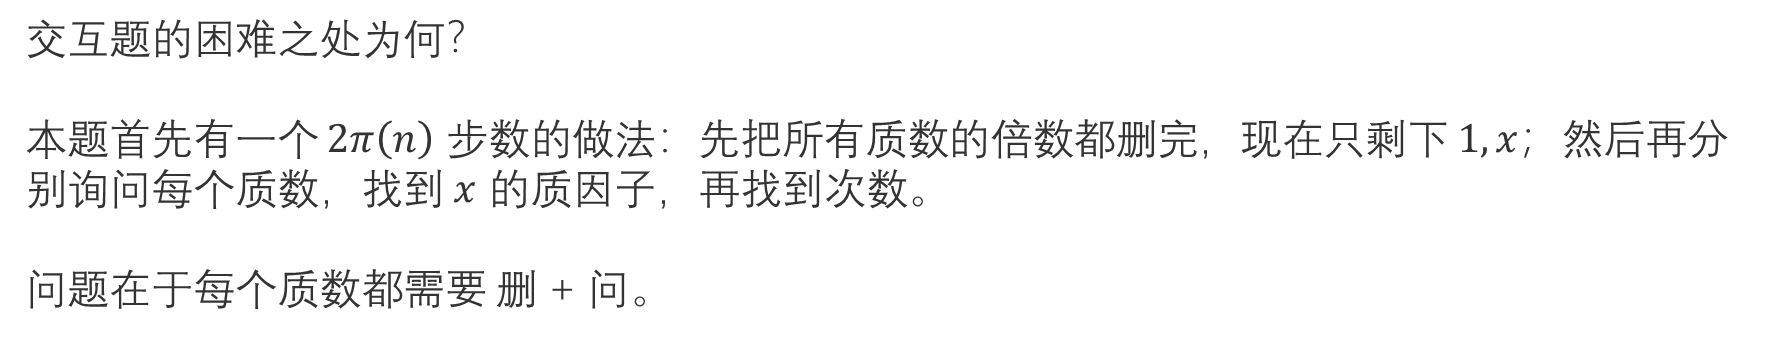 交互题的困难之处为何?
本题首先有一个 2π(n) 步数的做法：先把所有质数的倍数都删完，现在只剩下 1, x；然后再分
别询问每个质数，找到 x 的质因子，再找到次数。
问题在于每个质数都需要 删 + 问。